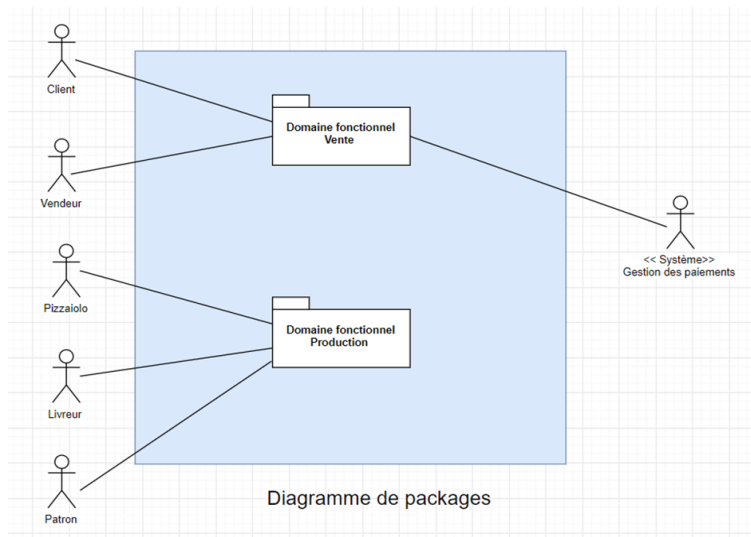 Client
Domaine fonctionnel
Vente
Vendeur
<< Système>>
Gestion des paiements
Pizzaiolo
Domaine fonctionnel
Production
Livreur
Diagramme de packages
Patron